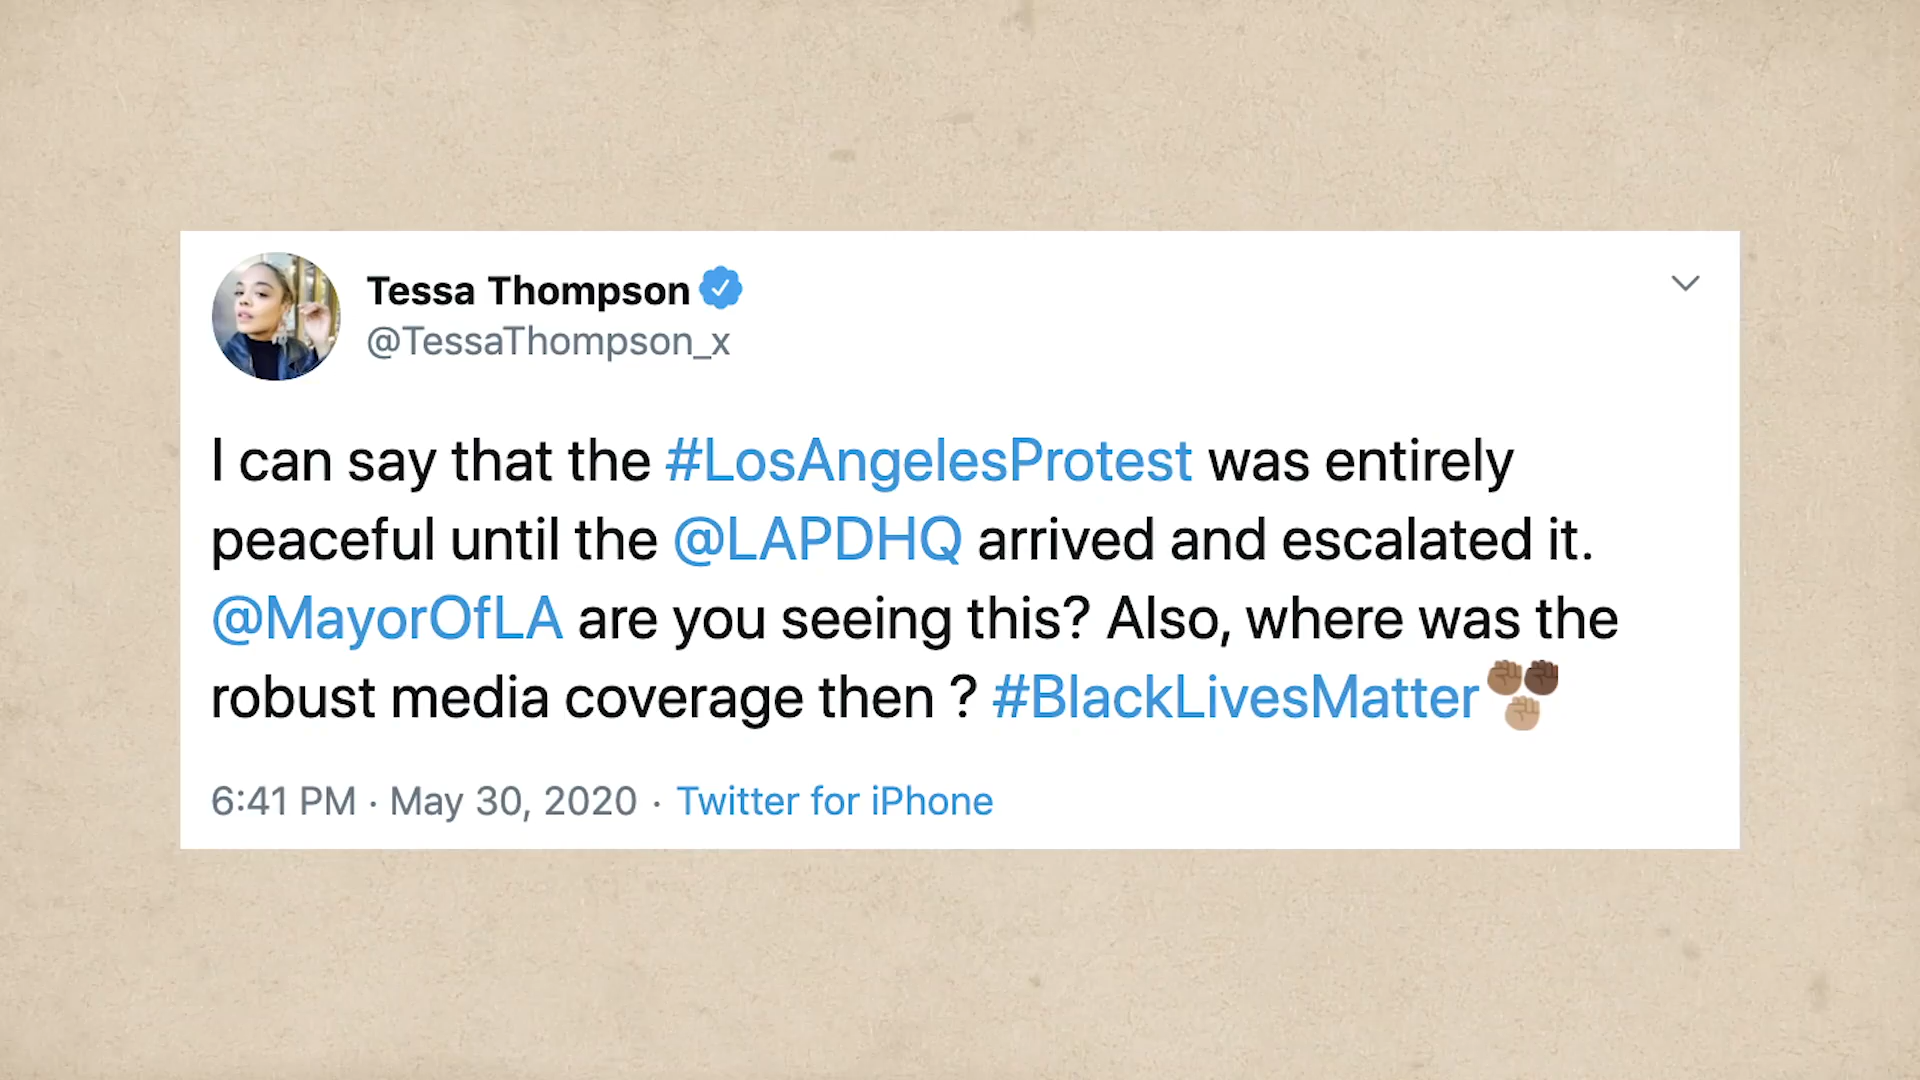 Tessa Thompson
@TessaThompson_x
I can say that the #LosAngelesProtest was entirely
peaceful until the @LAPDHQ arrived and escalated it.
@MayorOfLA are you seeing this? Also, where was the
robust media coverage then ? #BlackLivesMatter
6:41 PM · May 30, 2020 · Twitter for iPhone